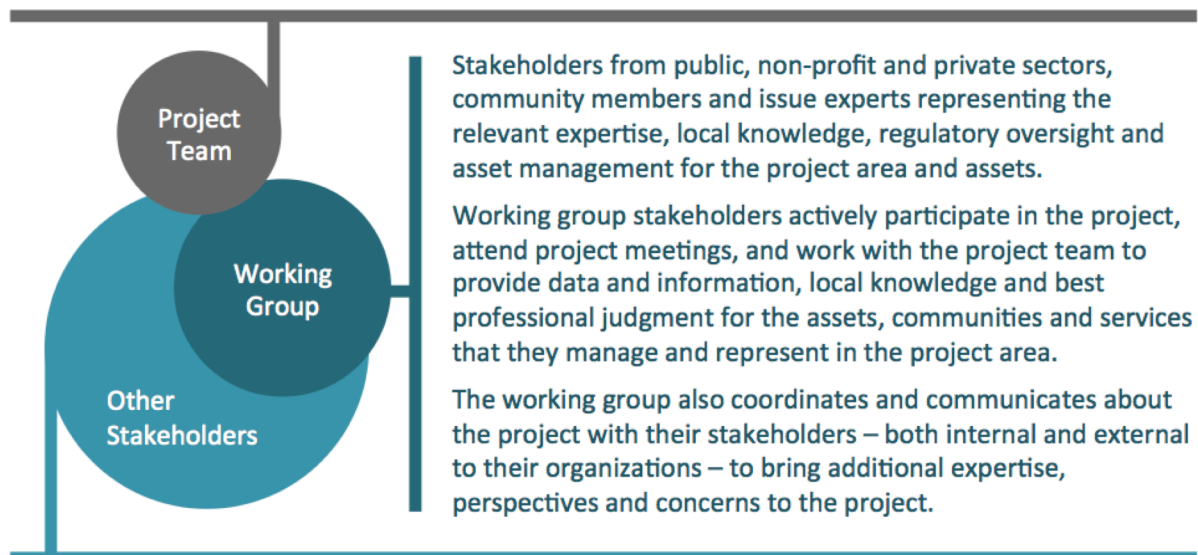 Project
Team
Working
Group
Other
Stakeholders
Stakeholders from public, non-profit and private sectors,
community members and issue experts representing the
relevant expertise, local knowledge, regulatory oversight and
asset management for the project area and assets.
Working group stakeholders actively participate in the project,
attend project meetings, and work with the project team to
provide data and information, local knowledge and best
professional judgment for the assets, communities and services
that they manage and represent in the project area.
The working group also coordinates and communicates about
the project with their stakeholders – both internal and external
to their organizations – to bring additional expertise,
perspectives and concerns to the project.